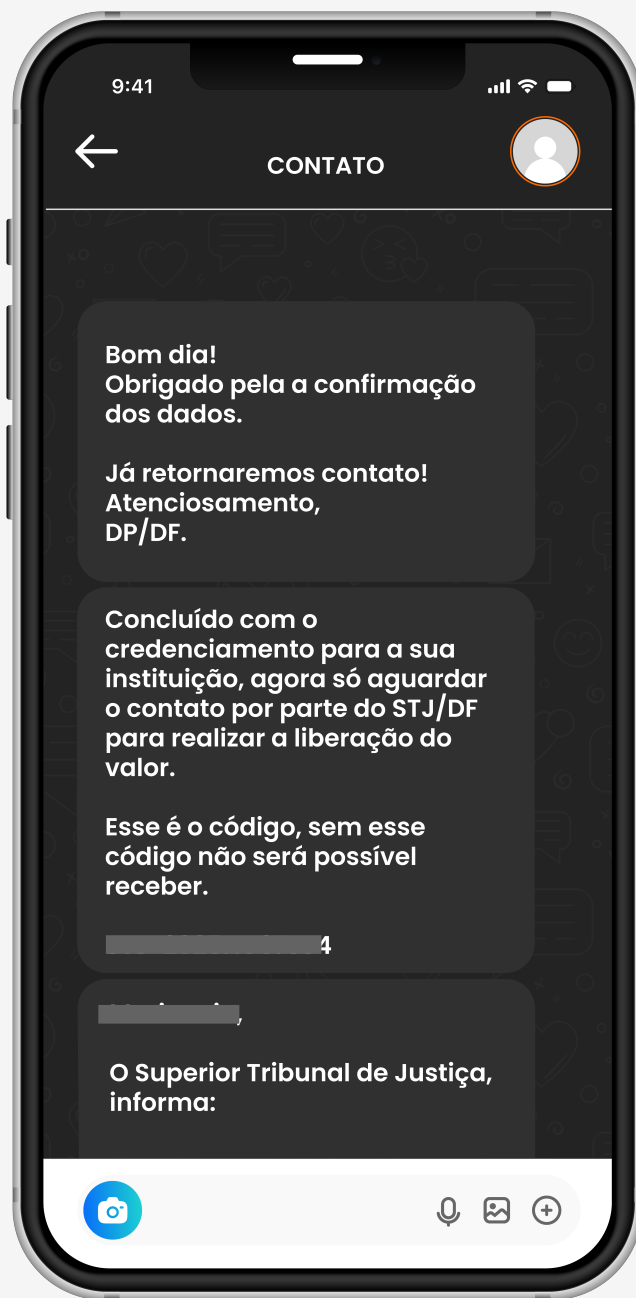 9:41
CONTATO
Bom dia!
Obrigado pela a confirmação
dos dados.
Já retornaremos contato!
Atenciosamento,
DP/DF.
Concluído com o
credenciamento para a sua
instituição, agora só aguardar
o contato por parte do STJ/DF
para realizar a liberação do
valor.
Esse é o código, sem esse
código não será possível
receber.
4
,
O Superior Tribunal de Justiça,
informa: